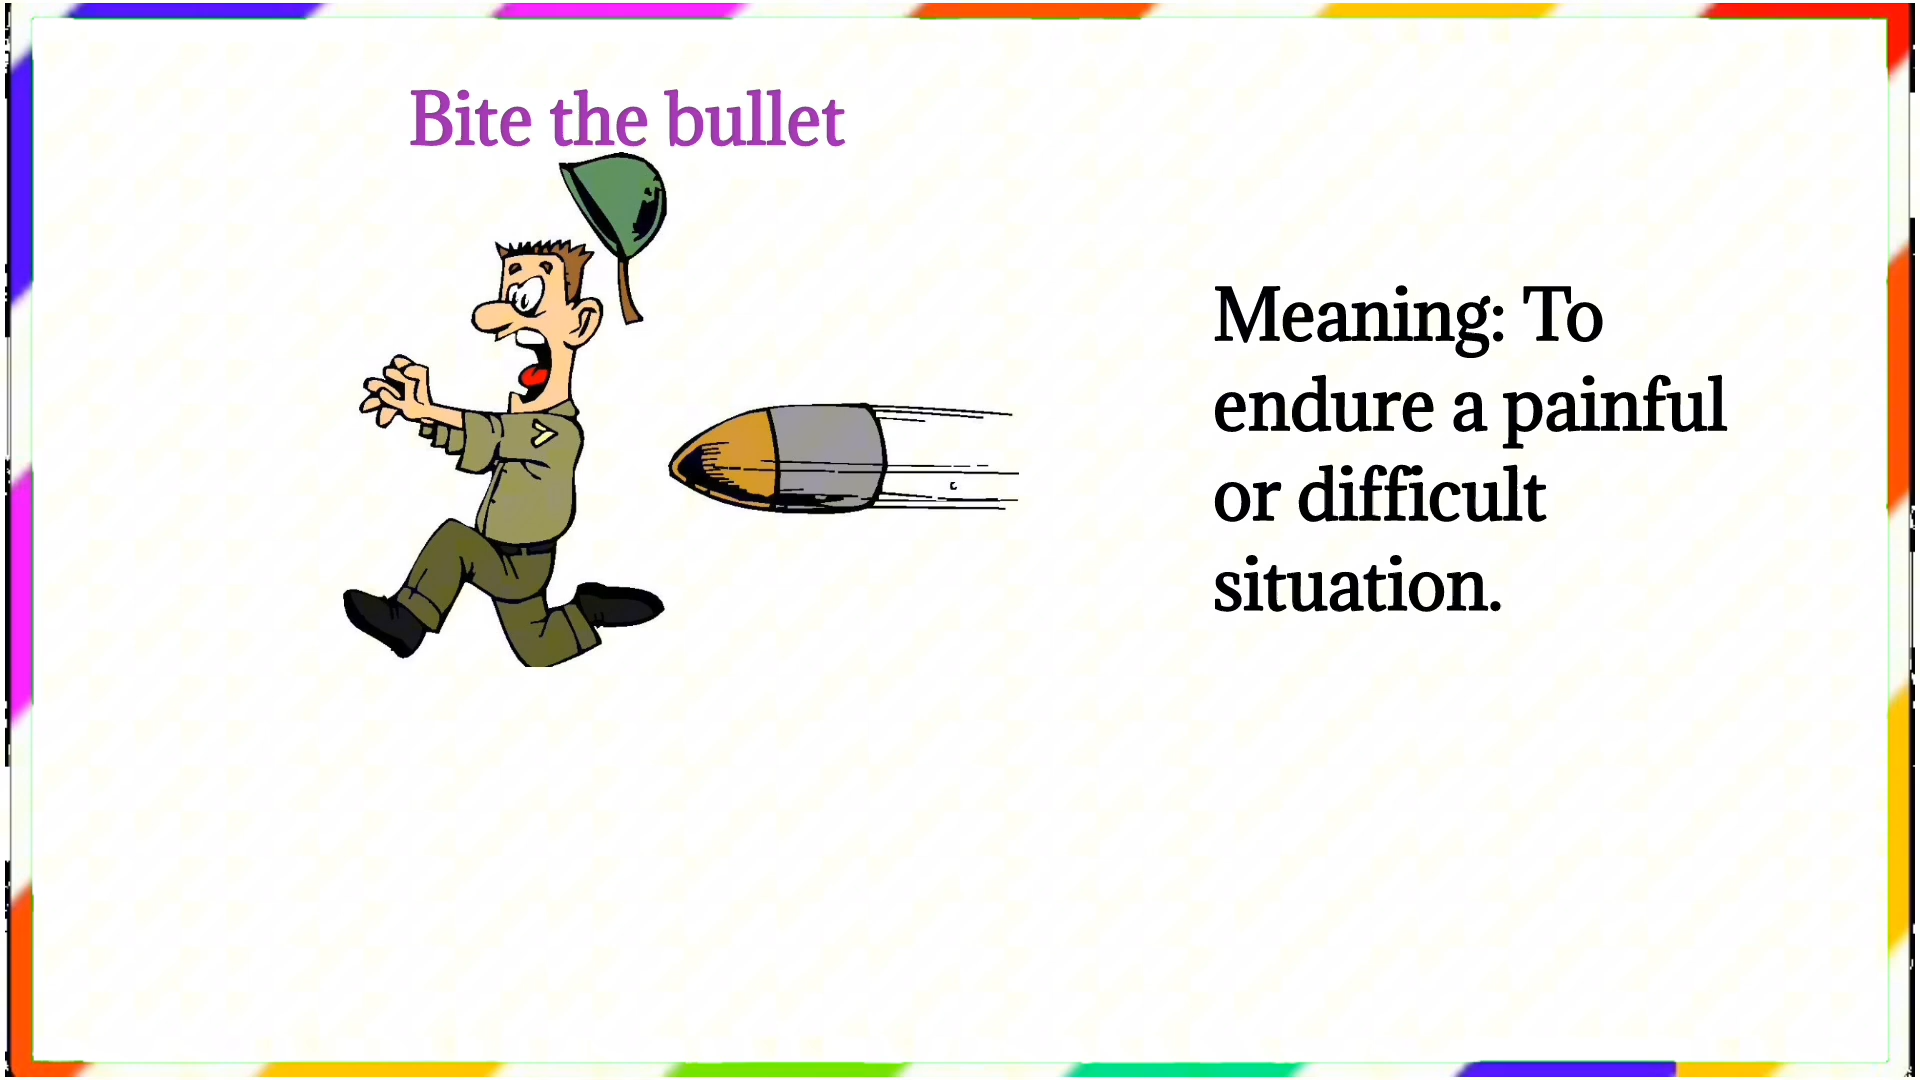 Bite the bullet
Meaning: To
endure a painful
or difficult
situation.